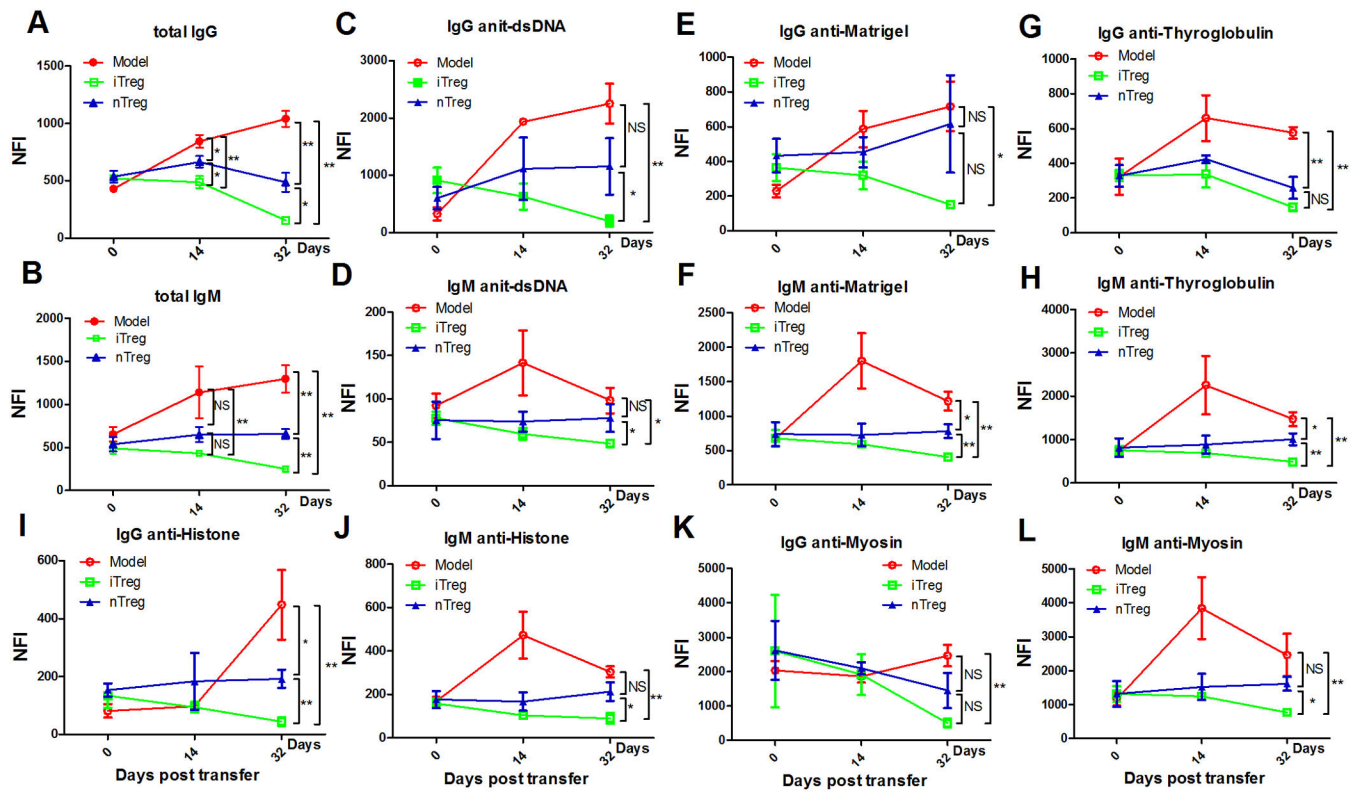 A
total IgG
1500
1000
500
0
NFI
Model
iTreg
nTreg
*
*
**
**
*
**
0
14
32
Days
C
IgG anit-dsDNA
3000
2000
1000
0
NFI
Model
iTreg
nTreg
NS
*
**
0
14
32
Days
E
IgG anti-Matrigel
1000
800
600
400
200
0
NFI
Model
iTreg
nTreg
NS
NS
*
0
14
32
Days
G
IgG anti-Thyroglobulin
1000
800
600
400
200
0
NFI
Model
iTreg
nTreg
**
NS
**
0
14
32
Days
B
total IgM
2000
1500
1000
500
0
NFI
Model
iTreg
nTreg
NS
NS
**
**
**
**
0
14
32
Days
D
IgM anit-dsDNA
200
150
100
50
0
NFI
Model
iTreg
nTreg
NS
*
*
0
14
32
Days
F
IgM anti-Matrigel
2500
2000
1500
1000
500
0
NFI
Model
iTreg
nTreg
*
**
**
0
14
32
Days
H
IgM anti-Thyroglobulin
4000
3000
2000
1000
0
NFI
Model
iTreg
nTreg
*
**
**
0
14
32
Days
I
IgG anti-Histone
600
400
200
0
NFI
Model
iTreg
nTreg
*
**
**
0
14
32
Days
Days post transfer
J
IgM anti-Histone
800
600
400
200
0
NFI
Model
iTreg
nTreg
NS
*
**
0
14
32
Days
Days post transfer
K
IgG anti-Myosin
5000
4000
3000
2000
1000
0
NFI
Model
iTreg
nTreg
NS
NS
**
0
14
32
Days
Days post transfer
L
IgM anti-Myosin
5000
4000
3000
2000
1000
0
NFI
Model
iTreg
nTreg
NS
*
**
0
14
32
Days
Days post transfer